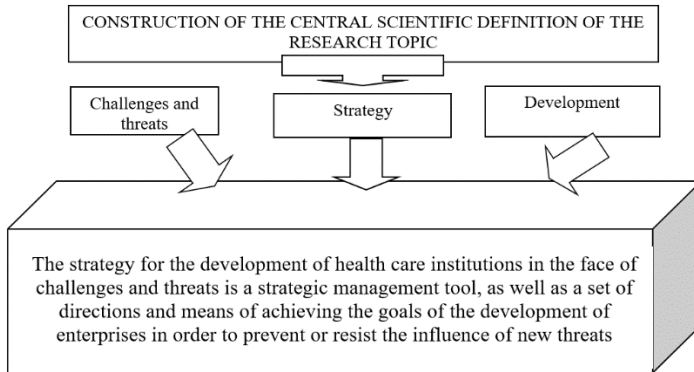 CONSTRUCTION OF THE CENTRAL SCIENTIFIC DEFINITION OF THE
RESEARCH TOPIC
Challenges and
threats
Strategy
Development
The strategy for the development of health care institutions in the face of
challenges and threats is a strategic management tool, as well as a set of
directions and means of achieving the goals of the development of
enterprises in order to prevent or resist the influence of new threats